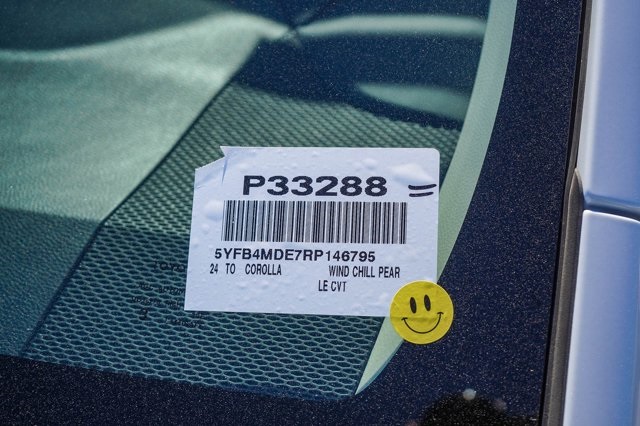 P33288
5YFB4MDE7RP146795
24 TO COROLLA WIND CHILL PEAR
LE CVT